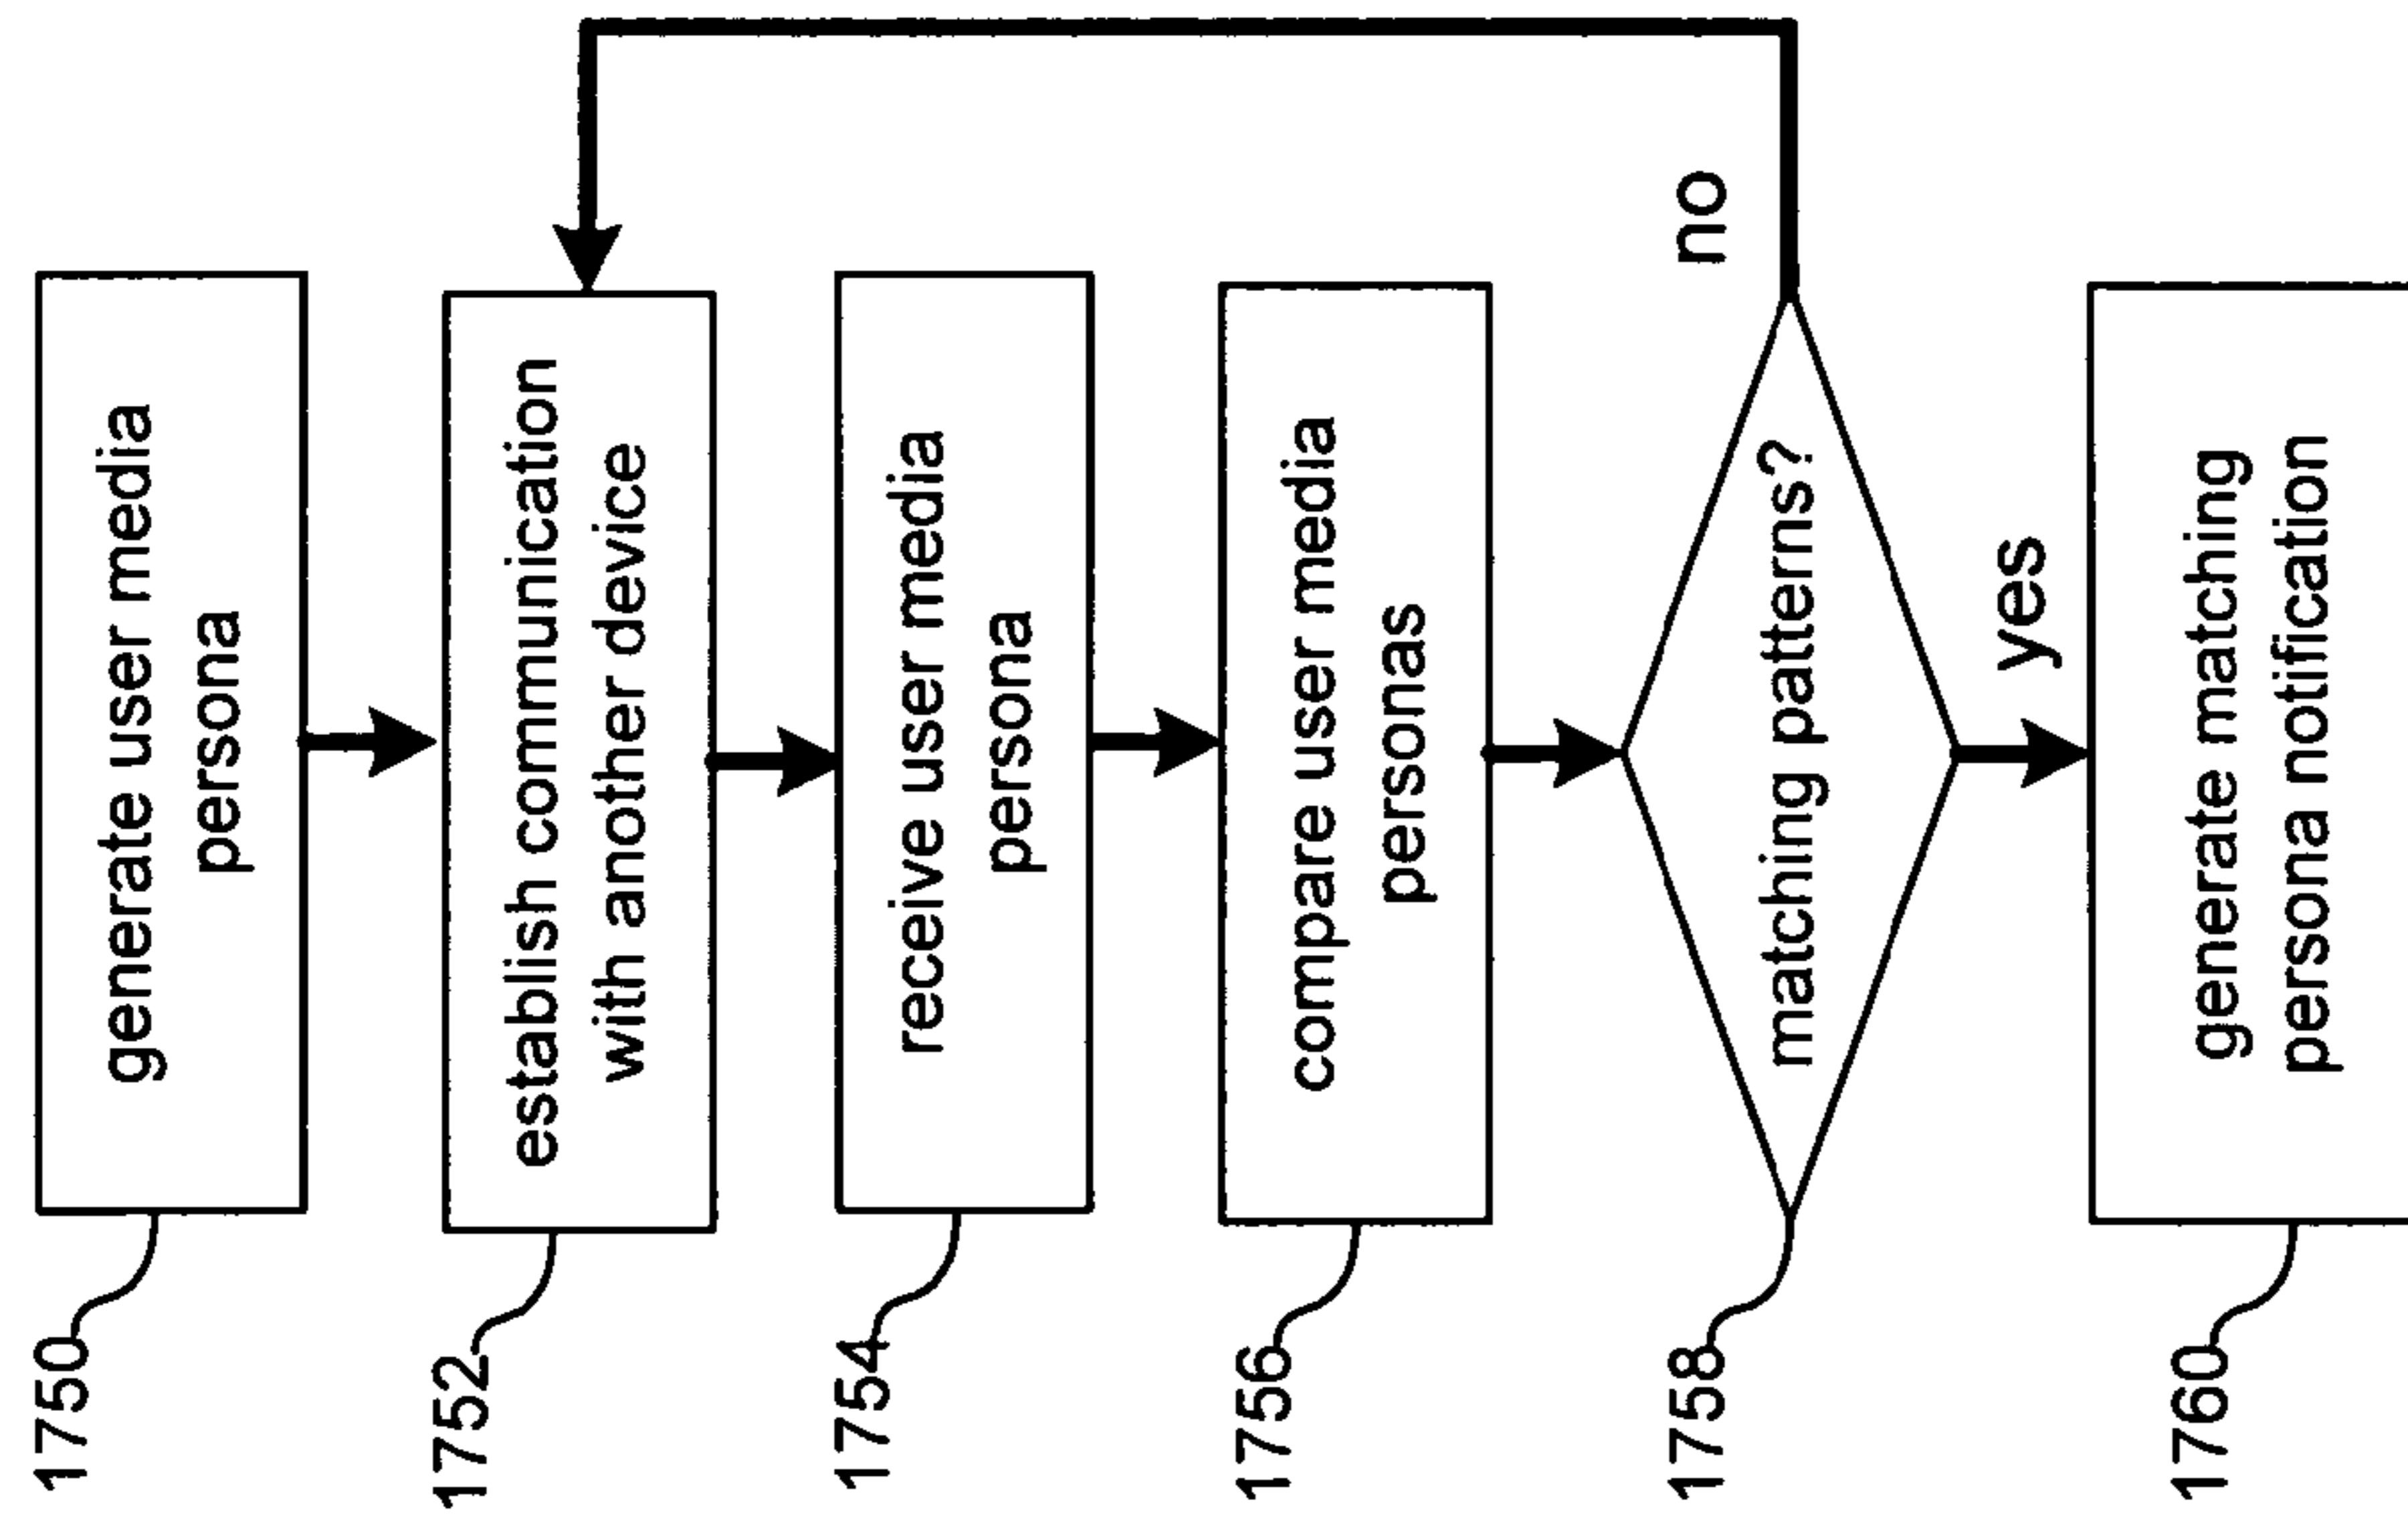 1750
generate user media
persona
1752
establish communication
with another device
1754
receive user media
persona
1756
compare user media
personas
1758
matching patterns?
no
yes
1760
generate matching
persona notification